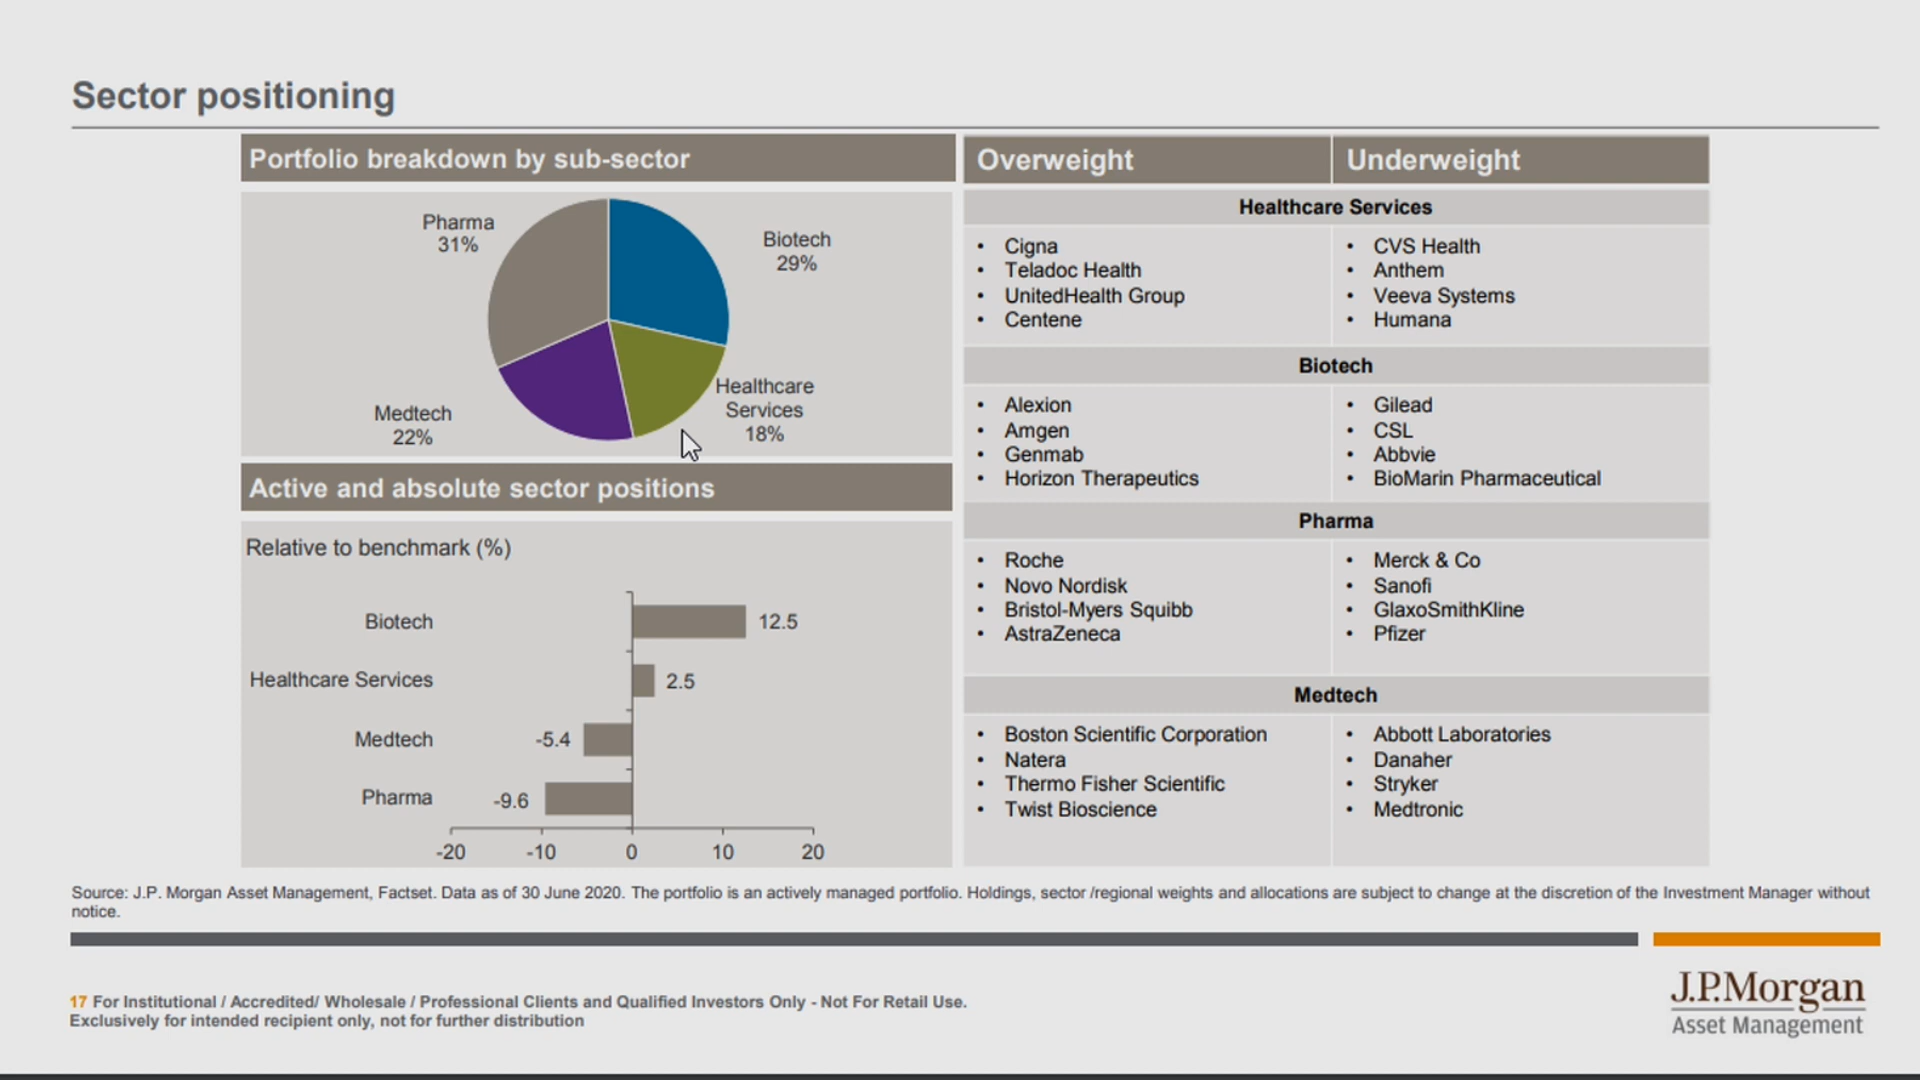 Sector positioning
Portfolio breakdown by sub-sector
Pharma
31%
Biotech
29%
Healthcare
Services
18%
Medtech
22%
Active and absolute sector positions
Relative to benchmark (%)
Biotech
12.5
Healthcare Services
2.5
Medtech
-5.4
Pharma
-9.6
-20 -10 0 10 20
Overweight Underweight
Healthcare Services
• Cigna
• Teladoc Health
• UnitedHealth Group
• Centene
• CVS Health
• Anthem
• Veeva Systems
• Humana
Biotech
• Alexion
• Amgen
• Genmab
• Horizon Therapeutics
• Gilead
• CSL
• Abbvie
• BioMarin Pharmaceutical
Pharma
• Roche
• Novo Nordisk
• Bristol-Myers Squibb
• AstraZeneca
• Merck & Co
• Sanofi
• GlaxoSmithKline
• Pfizer
Medtech
• Boston Scientific Corporation
• Natera
• Thermo Fisher Scientific
• Twist Bioscience
• Abbott Laboratories
• Danaher
• Stryker
• Medtronic
Source: J.P. Morgan Asset Management, Factset. Data as of 30 June 2020. The portfolio is an actively managed portfolio. Holdings, sector /regional weights and allocations are subject to change at the discretion of the Investment Manager without
notice.
17 For Institutional / Accredited/ Wholesale / Professional Clients and Qualified Investors Only - Not For Retail Use.
Exclusively for intended recipient only, not for further distribution
J.P.Morgan
Asset Management